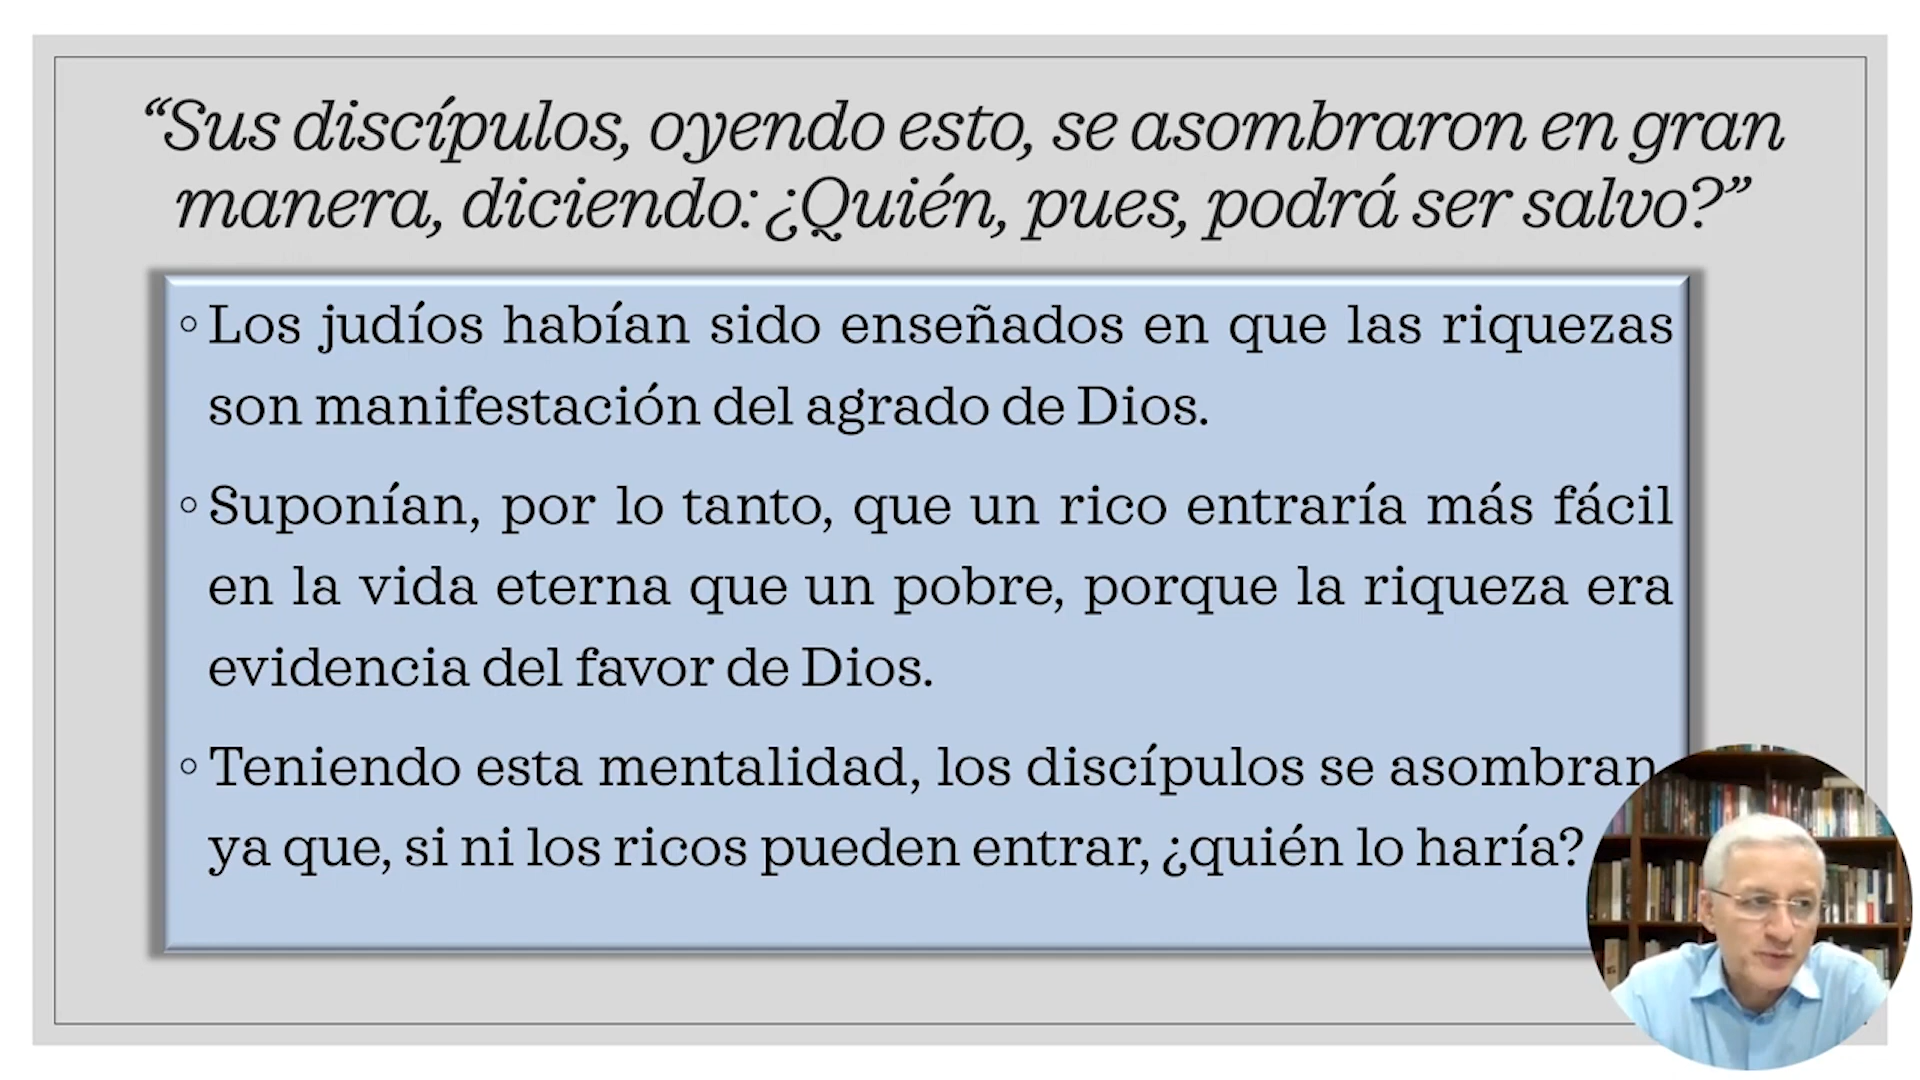 “Sus discípulos, oyendo esto, se asombraron en gran
manera, diciendo: ¿Quién, pues, podrá ser salvo?”
◦ Los judíos habían sido enseñados en que las riquezas
son manifestación del agrado de Dios.
◦ Suponían, por lo tanto, que un rico entraría más fácil
en la vida eterna que un pobre, porque la riqueza era
evidencia del favor de Dios.
◦ Teniendo esta mentalidad, los discípulos se asombran
ya que, si ni los ricos pueden entrar, ¿quién lo haría?